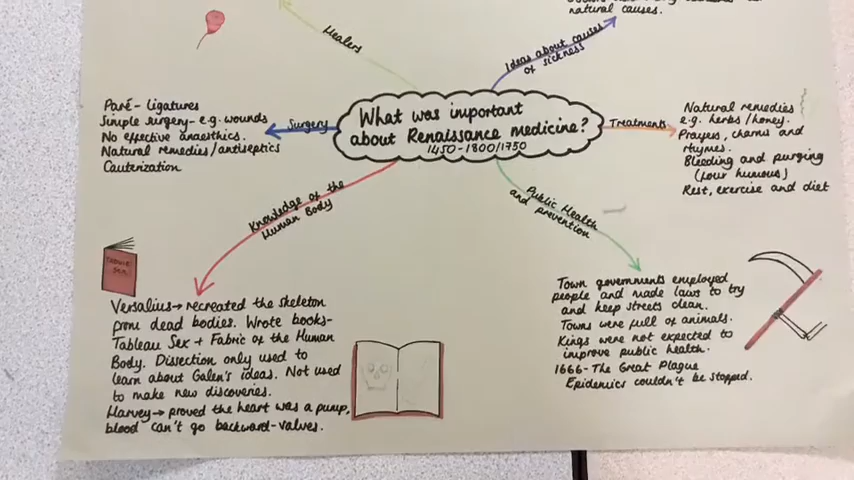 natural causes.
Healers
Ideas about causes
of sickness
What was important
about Renaissance medicine?
1450-1800/1750
Surgery
Paré- Ligatures
Simple surgery- e.g. wounds
No effective anaesthics.
Natural remedies/antiseptics
Cauterization
Treatments
Natural remedies
e.g. herbs/honey.
Prayers, charms and
rhymes.
Bleeding and purging
(four humours)
Rest, exercise and diet
Knowledge of the
Human Body
Versalius→ recreated the skeleton
from dead bodies. Wrote books-
Tableau Sex + Fabric of the Human
Body. Dissection only used to
learn about Galen's ideas. Not used
to make new discoveries.
Harvey→ proved the heart was a pump,
blood can't go backward-valves.
Public Health
and prevention
Town governments employed
people and made laws to try
and keep streets clean.
Towns were full of animals.
Kings were not expected to
improve public health.
1666- The Great Plague
Epidemics couldn't be stopped.